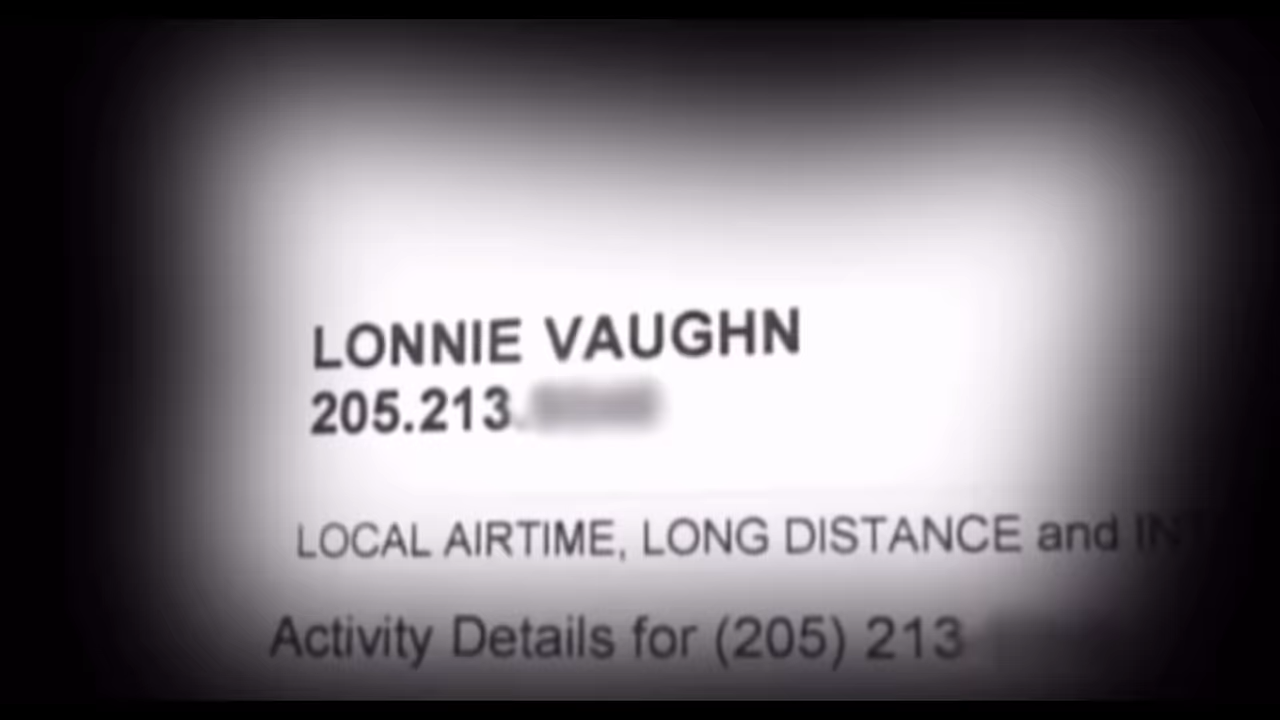 LONNIE VAUGHN
205.213.
LOCAL AIRTIME, LONG DISTANCE and
Activity Details for (205) 213